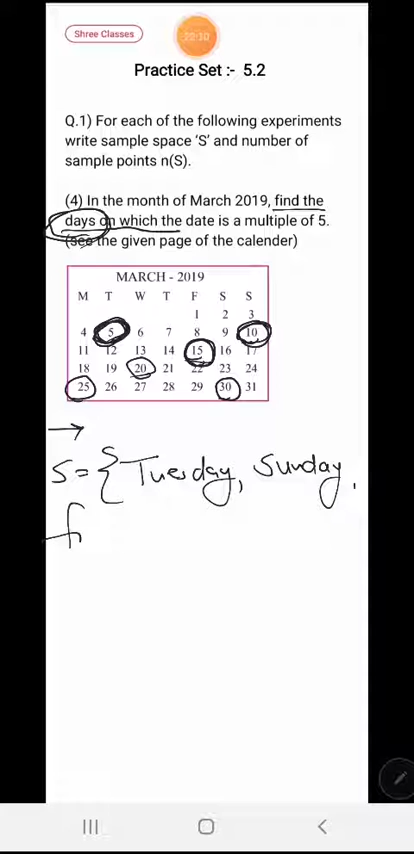 Shree Classes
Practice Set :- 5.2
Q.1) For each of the following experiments
write sample space 'S' and number of
sample points n(S).
(4) In the month of March 2019, find the
days on which the date is a multiple of 5.
(see the given page of the calender)
MARCH - 2019
M T W T F S S
1 2 3
4 5 6 7 8 9 10
11 12 13 14 15 16 17
18 19 20 21 22 23 24
25 26 27 28 29 30 31
S = { Tuesday, Sunday,
f